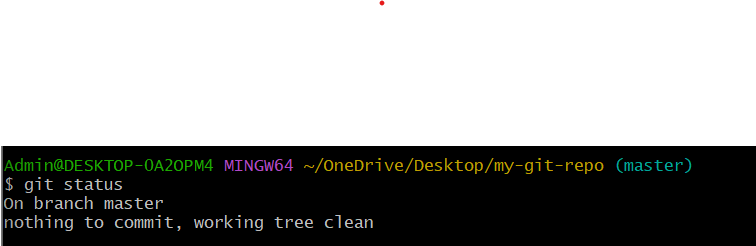 Admin@DESKTOP-OA2OPM4 MINGW64 ~/OneDrive/Desktop/my-git-repo (master)
$ git status
On branch master
nothing to commit, working tree clean